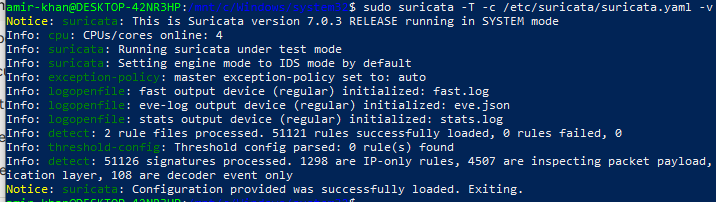 amir-khan@DESKTOP-42NR3HP:/mnt/c/Windows/system32$ sudo suricata -T -c /etc/suricata/suricata.yaml -v
Notice: suricata: This is Suricata version 7.0.3 RELEASE running in SYSTEM mode
Info: cpu: CPUs/cores online: 4
Info: suricata: Running suricata under test mode
Info: suricata: Setting engine mode to IDS mode by default
Info: exception-policy: master exception-policy set to: auto
Info: logopenfile: fast output device (regular) initialized: fast.log
Info: logopenfile: eve-log output device (regular) initialized: eve.json
Info: logopenfile: stats output device (regular) initialized: stats.log
Info: detect: 2 rule files processed. 51121 rules successfully loaded, 0 rules failed, 0
Info: threshold-config: Threshold config parsed: 0 rule(s) found
Info: detect: 51126 signatures processed. 1298 are IP-only rules, 4507 are inspecting packet payload,
ication layer, 108 are decoder event only
Notice: suricata: Configuration provided was successfully loaded. Exiting.